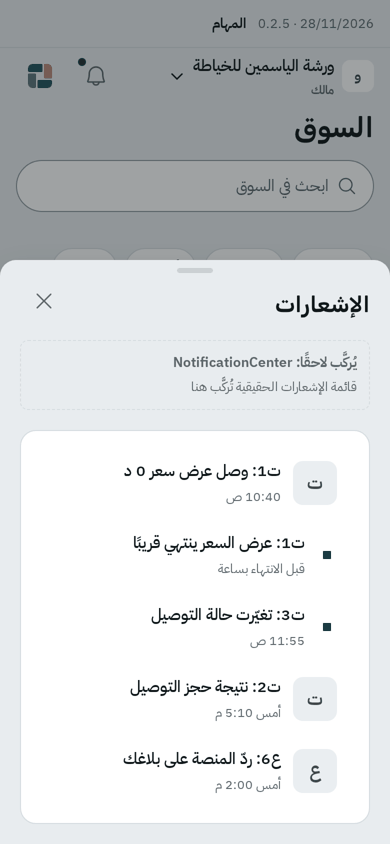 المهام 0.2.5 · 28/11/2026
و
ورشة الياسمين للخياطة
مالك
السوق
ابحث في السوق
الإشعارات
يُركَّب لاحقًا: NotificationCenter
قائمة الإشعارات الحقيقية تُركَّب هنا
ت
ت1: وصل عرض سعر 0 د
10:40 ص
ت1: عرض السعر ينتهي قريبًا
قبل الانتهاء بساعة
ت3: تغيّرت حالة التوصيل
11:55 ص
ت
ت2: نتيجة حجز التوصيل
أمس 5:10 م
ع
ع6: ردّ المنصة على بلاغك
أمس 2:00 م